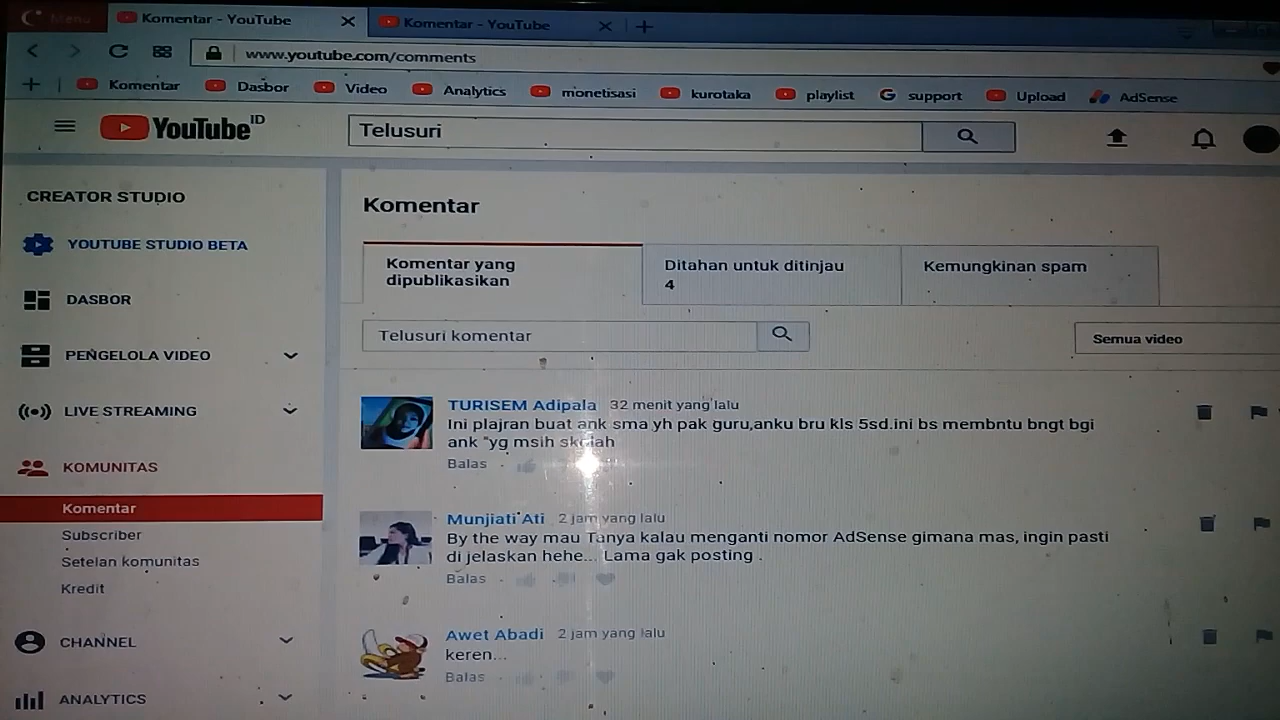 Menu
Komentar - YouTube
Komentar - YouTube
www.youtube.com/comments
Komentar
Dasbor
Video
Analytics
monetisasi
kurotaka
playlist
support
Upload
AdSense
YouTube ID
Telusuri
CREATOR STUDIO
YOUTUBE STUDIO BETA
DASBOR
PENGELOLA VIDEO
LIVE STREAMING
KOMUNITAS
Komentar
Subscriber
Setelan komunitas
Kredit
CHANNEL
ANALYTICS
Komentar
Komentar yang
dipublikasikan
Ditahan untuk ditinjau
4
Kemungkinan spam
Telusuri komentar
Semua video
TURISEM Adipala 32 menit yang lalu
Ini plajran buat ank sma yh pak guru,anku bru kls 5sd.ini bs membntu bngt bgi
ank "yg msih skolah
Balas
Munjiati Ati 2 jam yang lalu
By the way mau Tanya kalau menganti nomor AdSense gimana mas, ingin pasti
di jelaskan hehe... Lama gak posting .
Balas
Awet Abadi 2 jam yang lalu
keren...
Balas